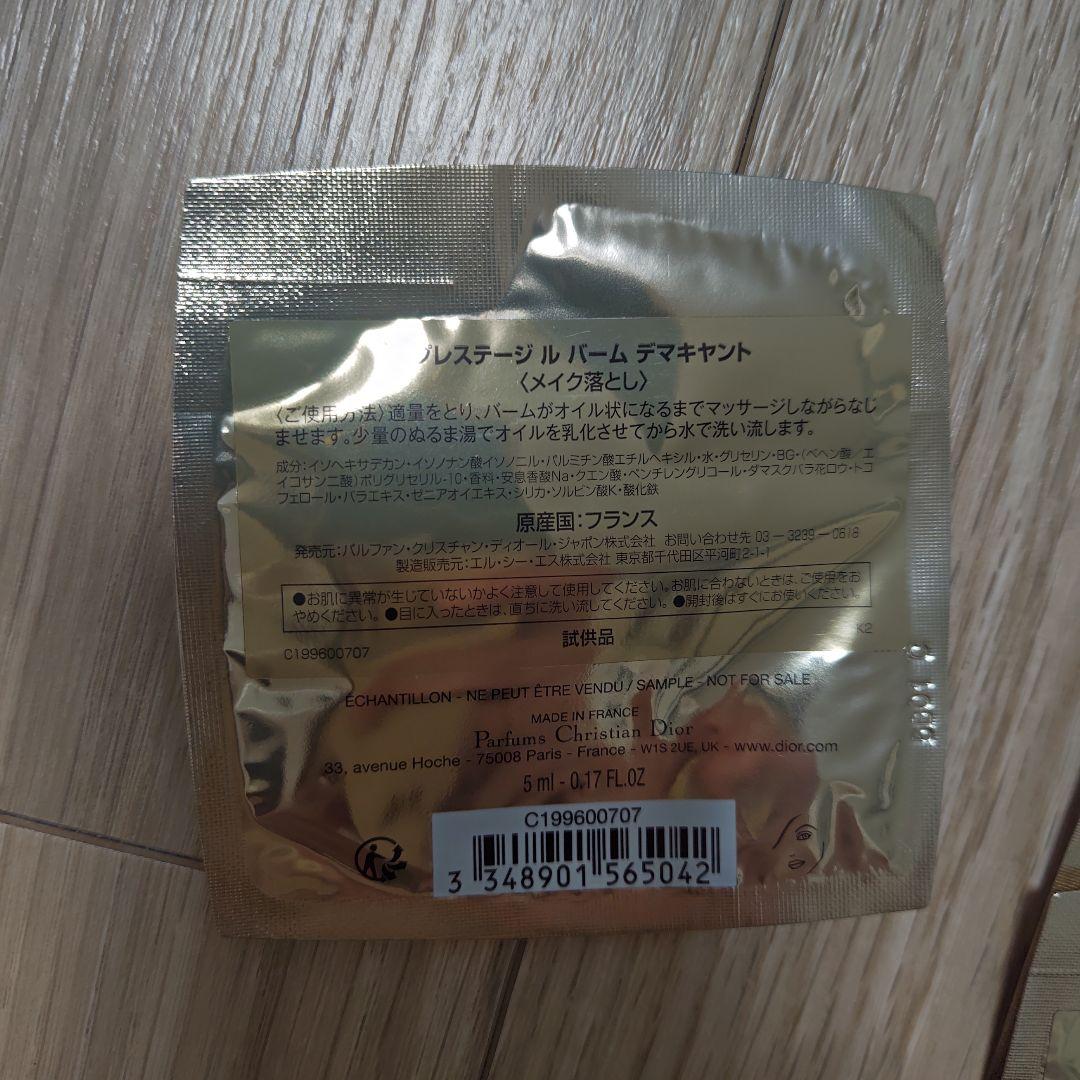 プレステージ ル バーム デマキヤント
〈メイク落とし〉
〈ご使用方法〉適量をとり、バームがオイル状になるまでマッサージしながらなじ
ませます。少量のぬるま湯でオイルを乳化させてから水で洗い流します。
成分:イソヘキサデカン・イソノナン酸イソノニル・パルミチン酸エチルヘキシル・水・グリセリン・BG・(ベヘン酸/エ
イコサン二酸)ポリグリセリル-10・香料・安息香酸Na・クエン酸・ペンチレングリコール・ダマスクバラ花ロウ・トコ
フェロール・バラエキス・ゼニアオイエキス・シリカ・ソルビン酸K・酸化鉄
原産国:フランス
発売元:パルファン・クリスチャン・ディオール・ジャポン株式会社 お問い合わせ先 03-3239-0618
製造販売元:エル・シー・エス株式会社 東京都千代田区平河町2-1-1
●お肌に異常が生じていないかよく注意して使用してください。お肌に合わないときは、ご使用をお
やめください。●目に入ったときは、直ちに洗い流してください。●開封後はすぐにお使いください。
試供品
C199600707
K2
ÉCHANTILLON - NE PEUT ÊTRE VENDU / SAMPLE - NOT FOR SALE
MADE IN FRANCE
Parfums Christian Dior
33, avenue Hoche - 75008 Paris - France - W1S 2UE, UK - www.dior.com
5 ml - 0.17 FL.OZ
C199600707
3 348901 565042